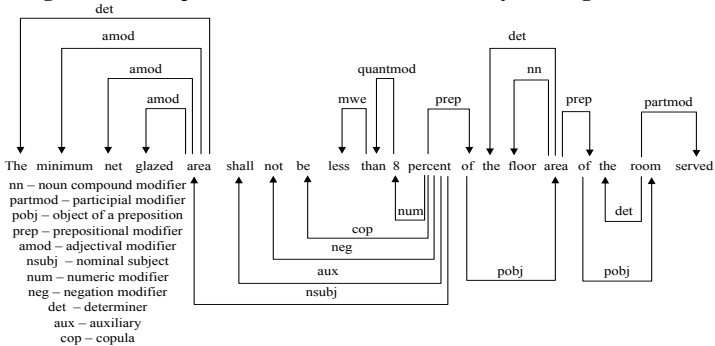 det
amod
det
amod
quantmod
nn
amod
mwe
prep
prep
partmod
The minimum net glazed area shall not be less than 8 percent of the floor area of the room served
nn – noun compound modifier
partmod – participial modifier
pobj – object of a preposition
prep – prepositional modifier
amod – adjectival modifier
nsubj – nominal subject
num – numeric modifier
neg – negation modifier
det – determiner
aux – auxiliary
cop – copula
num
det
cop
neg
aux
pobj
pobj
nsubj